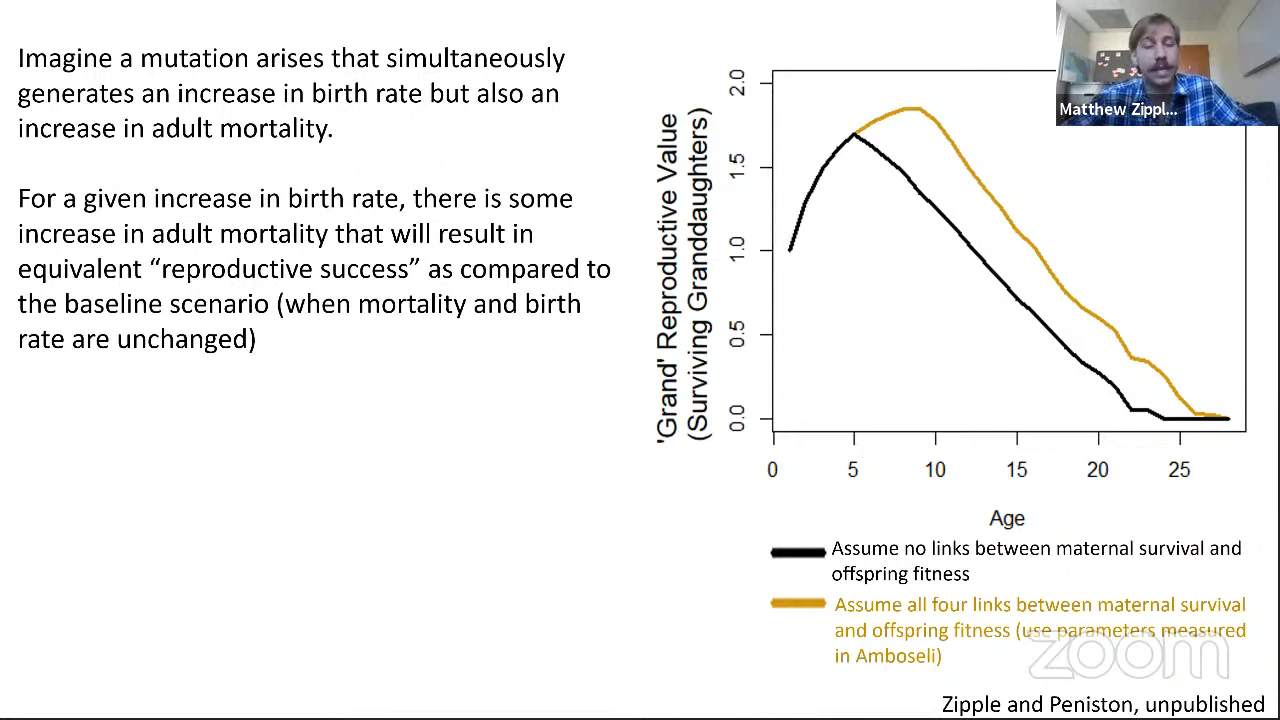 Imagine a mutation arises that simultaneously
generates an increase in birth rate but also an
increase in adult mortality.
For a given increase in birth rate, there is some
increase in adult mortality that will result in
equivalent “reproductive success” as compared to
the baseline scenario (when mortality and birth
rate are unchanged)
Matthew Zippl...
'Grand' Reproductive Value
(Surviving Granddaughters)
2.0
1.5
1.0
0.5
0.0
0 5 10 15 20 25
Age
Assume no links between maternal survival and
offspring fitness
Assume all four links between maternal survival
and offspring fitness (use parameters measured
in Amboseli)
zoom
Zipple and Peniston, unpublished